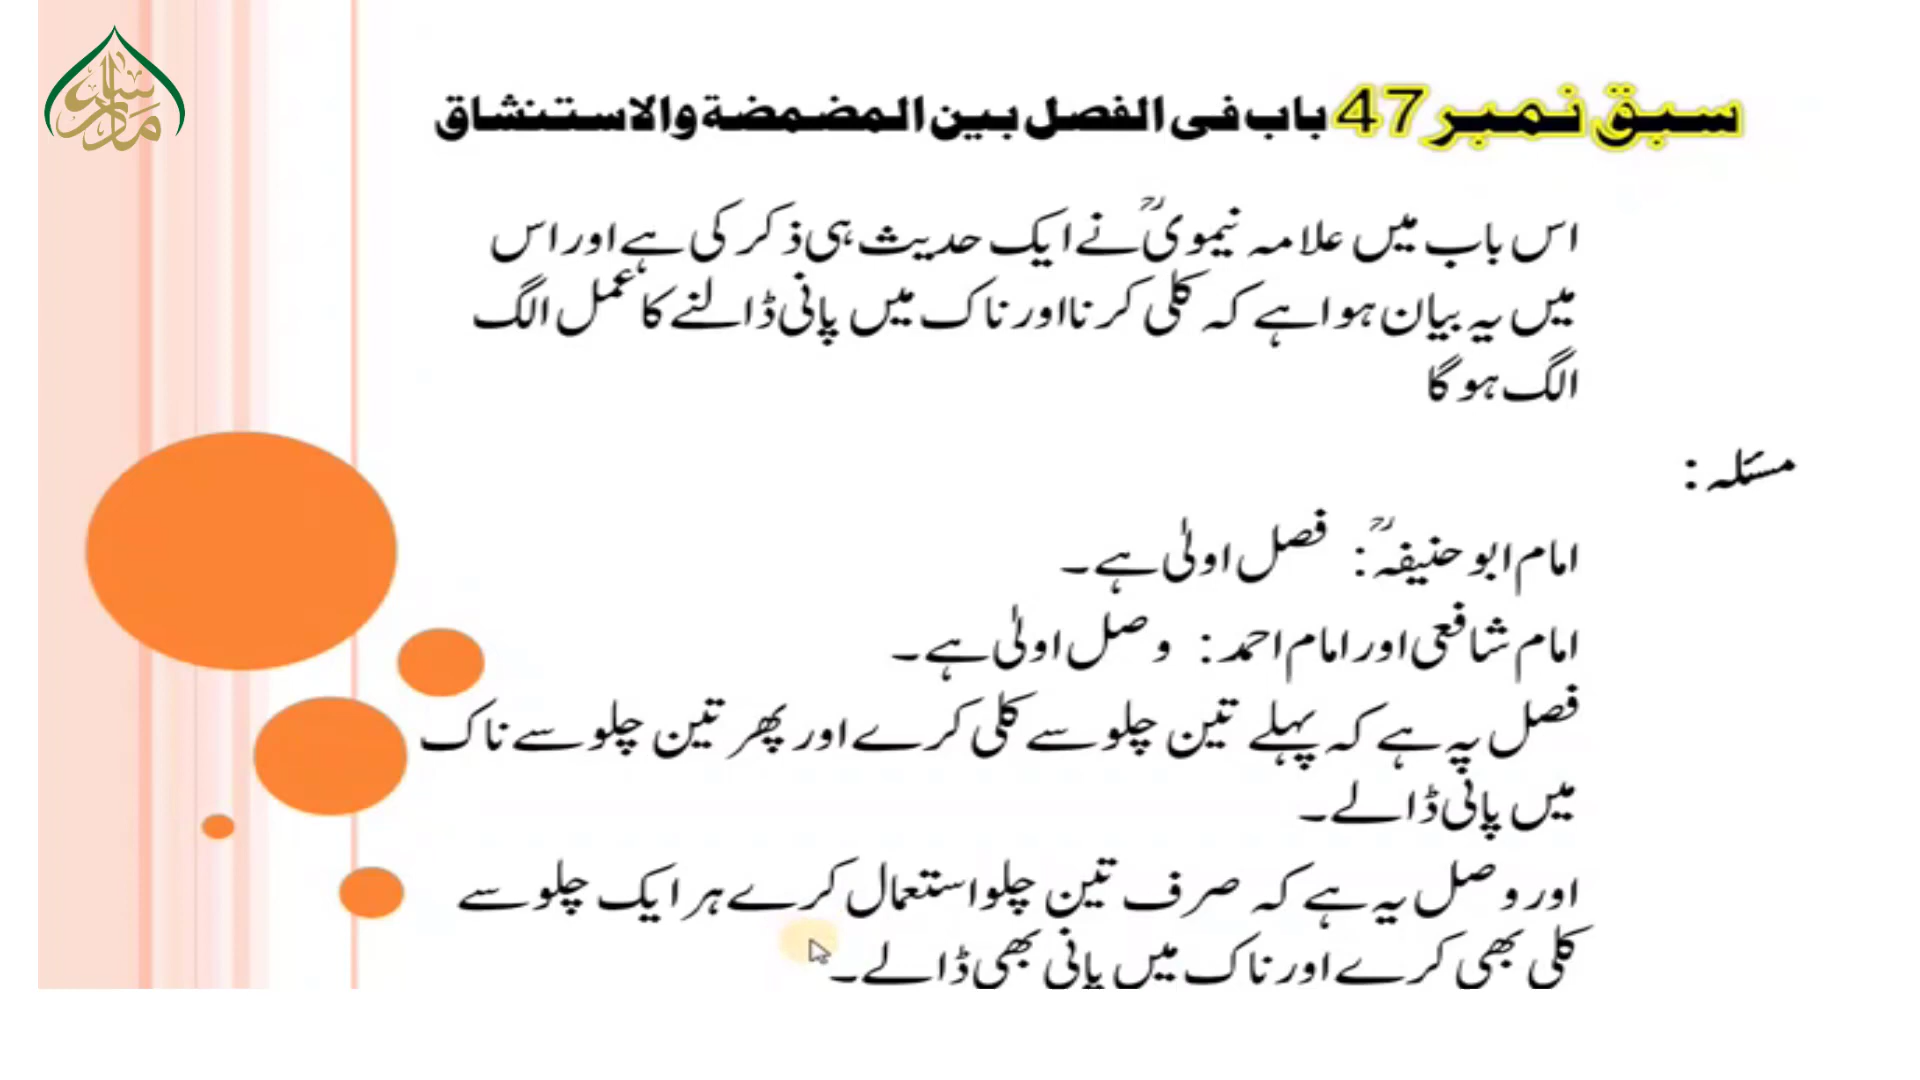 سبق نمبر 47 باب فی الفصل بین المضمضة والاستنشاق
اس باب میں علامہ نیمویؒ نے ایک حدیث ہی ذکر کی ہے اور اس
میں یہ بیان ہوا ہے کہ کلی کرنا اور ناک میں پانی ڈالنے کا عمل الگ
الگ ہوگا
مسئلہ :
امام ابو حنیفہؒ : فصل اولیٰ ہے۔
امام شافعی اور امام احمد : وصل اولیٰ ہے۔
فصل یہ ہے کہ پہلے تین چلو سے کلی کرے اور پھر تین چلو سے ناک
میں پانی ڈالے۔
اور وصل یہ ہے کہ صرف تین چلو استعمال کرے ہر ایک چلو سے
کلی بھی کرے اور ناک میں پانی بھی ڈالے۔